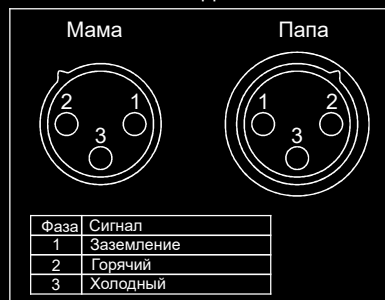 Мама Папа
2 1 1 2
3 3
Фаза Сигнал
1 Заземление
2 Горячий
3 Холодный